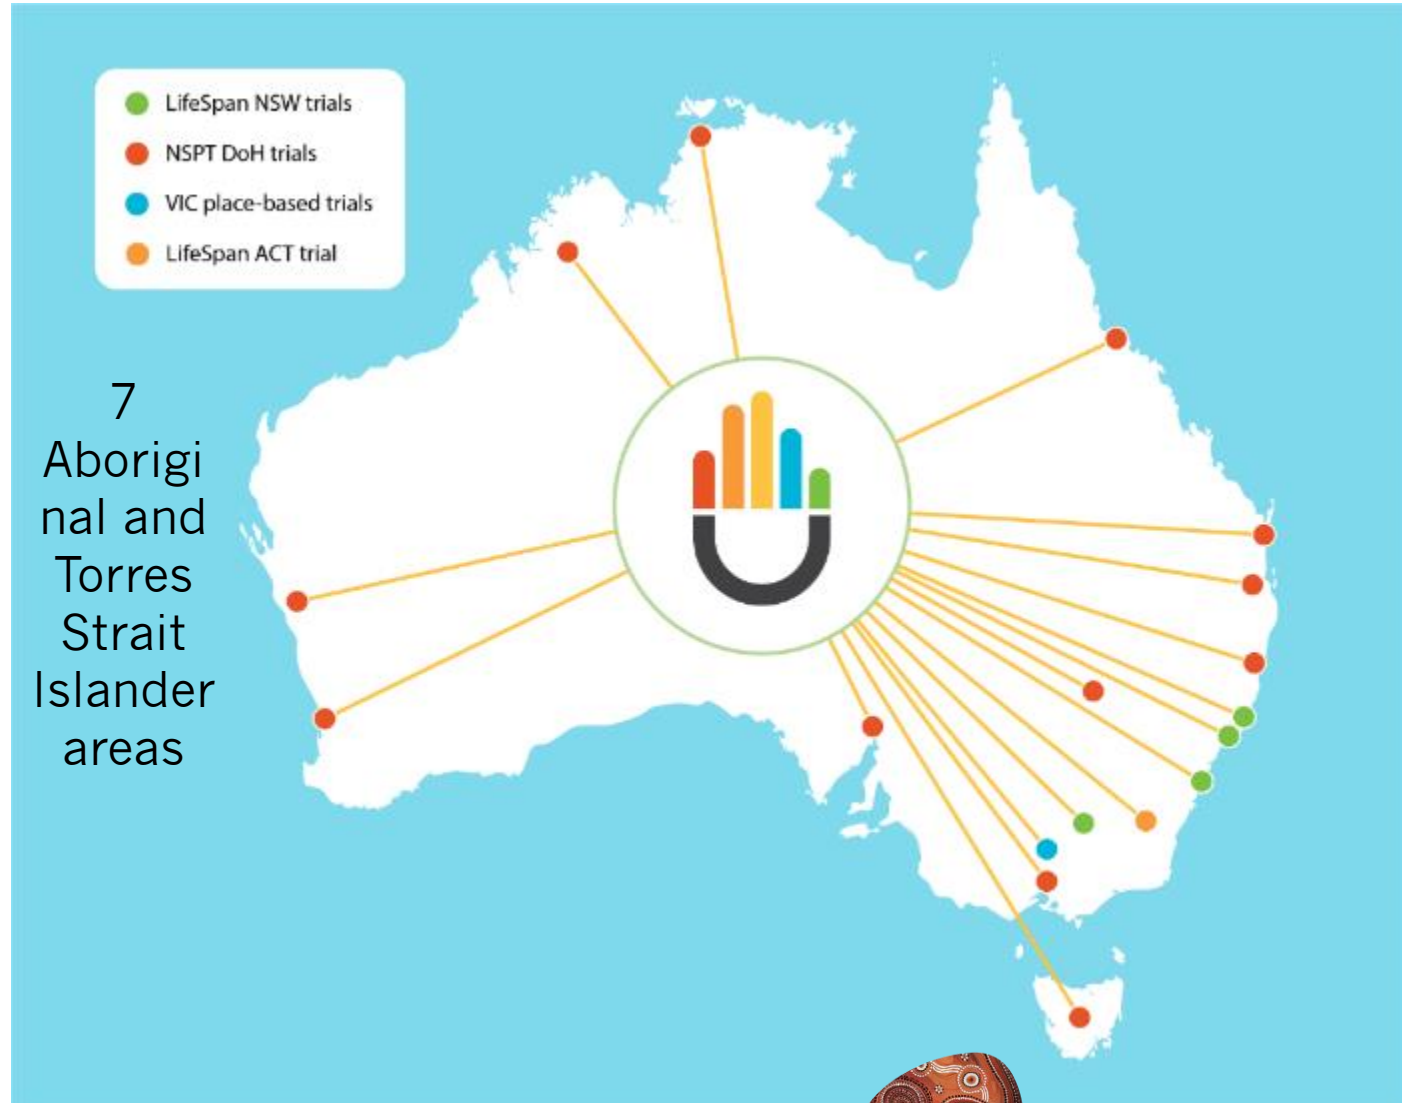 LifeSpan NSW trials
NSPT DoH trials
VIC place-based trials
LifeSpan ACT trial
7
Aborigi
nal and
Torres
Strait
Islander
areas